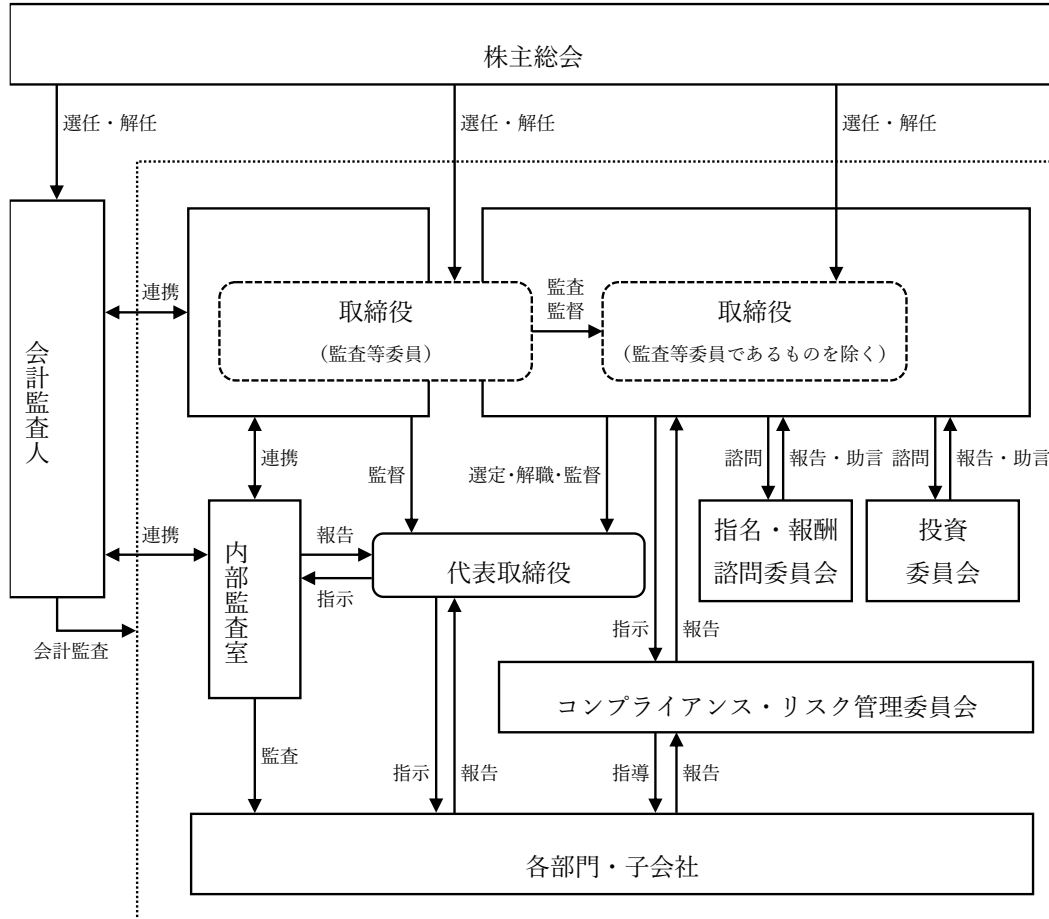 株主総会
選任・解任
選任・解任
選任・解任
会計監査人
連携
取締役
（監査等委員）
監査
監督
取締役
（監査等委員であるものを除く）
連携
監督
選定・解職・監督
諮問
報告・助言
諮問
報告・助言
連携
内部監査室
報告
指示
代表取締役
指名・報酬
諮問委員会
投資
委員会
会計監査
指示
報告
コンプライアンス・リスク管理委員会
監査
指示
報告
指導
報告
各部門・子会社